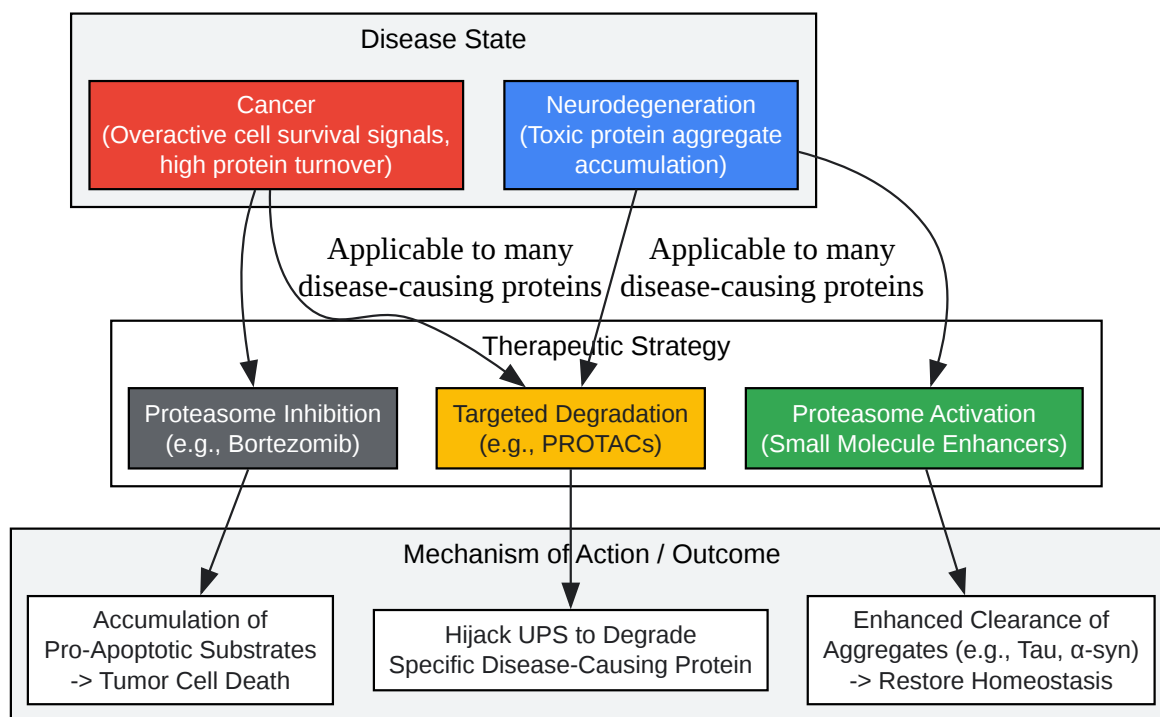 Disease State
Cancer
(Overactive cell survival signals,
high protein turnover)
Neurodegeneration
(Toxic protein aggregate
accumulation)
Applicable to many
disease-causing proteins
Applicable to many
disease-causing proteins
Therapeutic Strategy
Proteasome Inhibition
(e.g., Bortezomib)
Targeted Degradation
(e.g., PROTACs)
Proteasome Activation
(Small Molecule Enhancers)
Mechanism of Action / Outcome
Accumulation of
Pro-Apoptotic Substrates
-> Tumor Cell Death
Hijack UPS to Degrade
Specific Disease-Causing Protein
Enhanced Clearance of
Aggregates (e.g., Tau, α-syn)
-> Restore Homeostasis